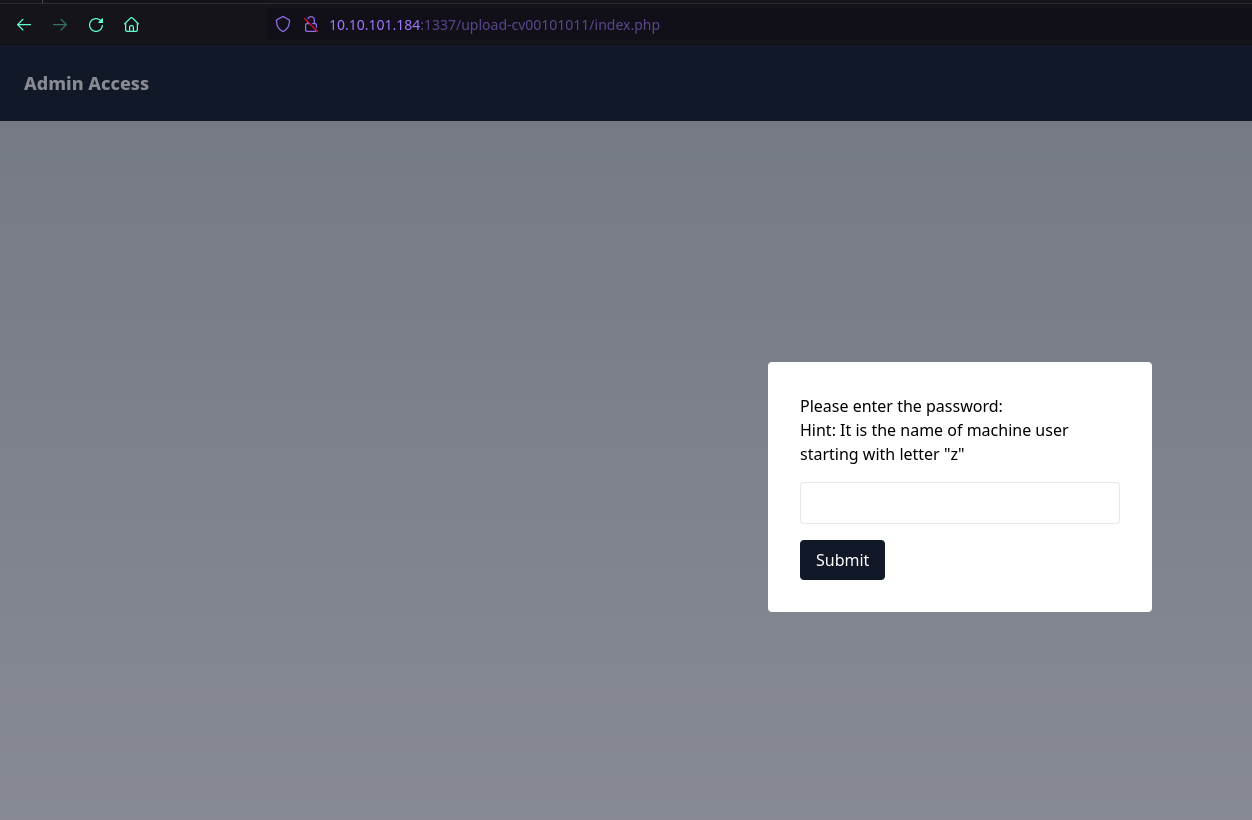 10.10.101.184:1337/upload-cv00101011/index.php
Admin Access
Please enter the password:
Hint: It is the name of machine user
starting with letter "z"
Submit